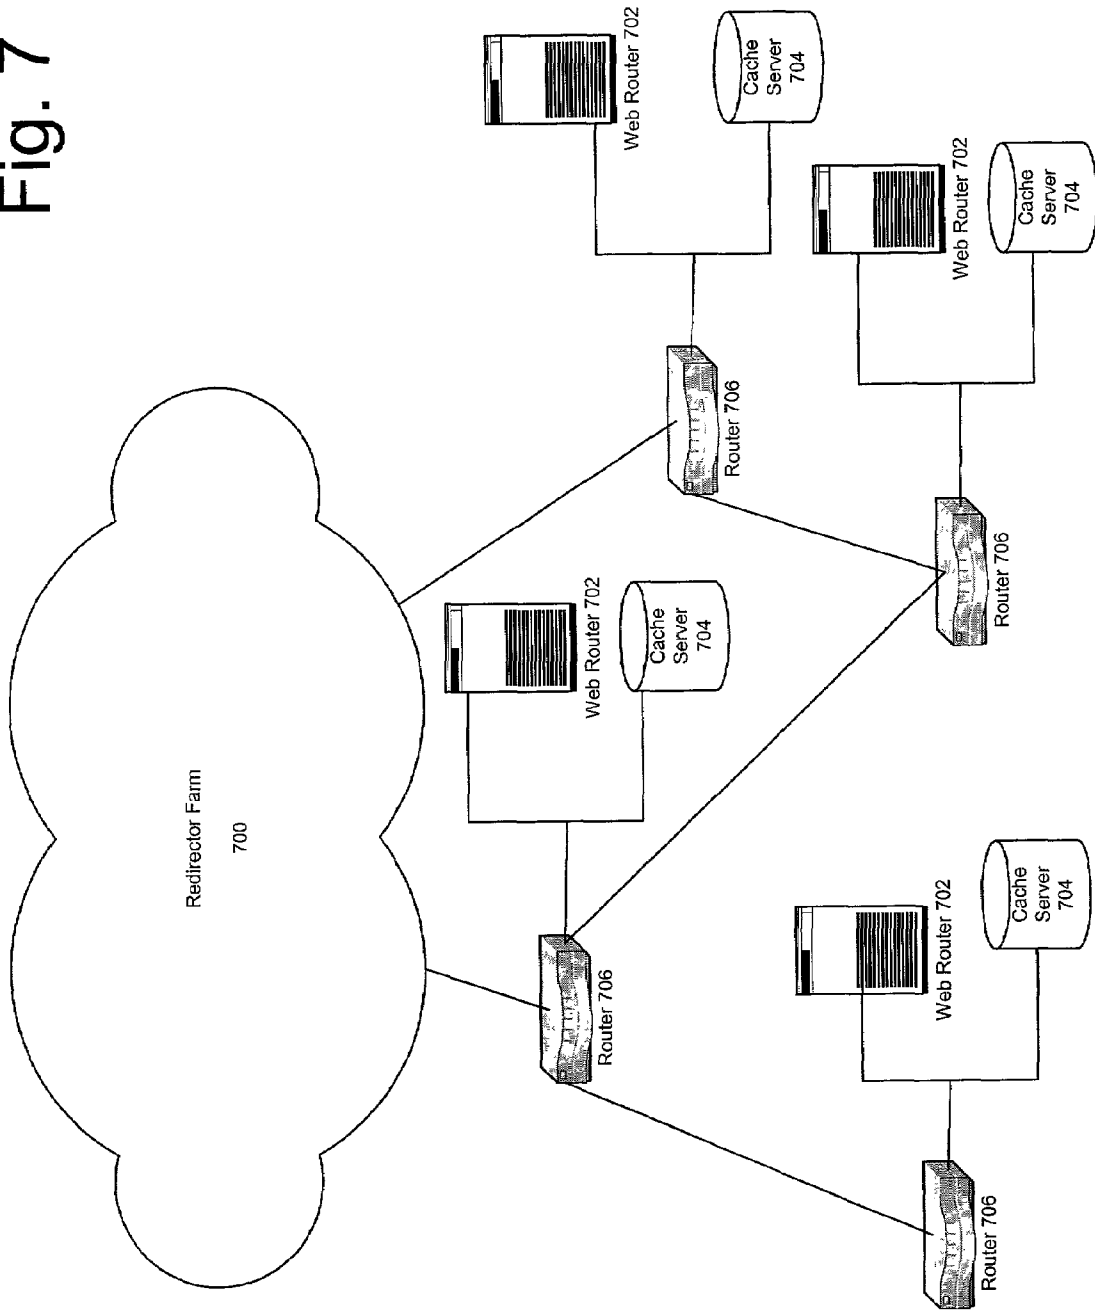 Fig. 7
Redirector Farm
700
Router 706
Web Router 702
Cache
Server
704
Router 706
Web Router 702
Cache
Server
704
Router 706
Web Router 702
Cache
Server
704
Router 706
Web Router 702
Cache
Server
704